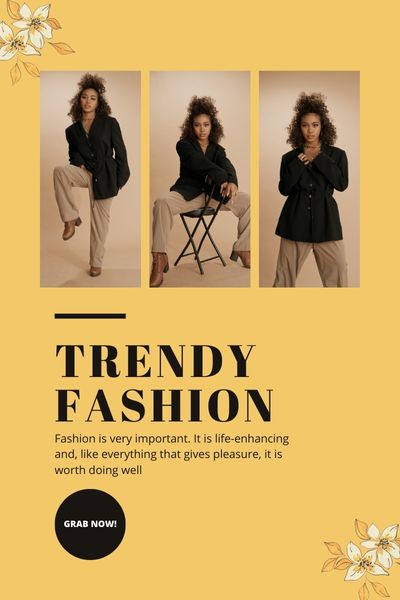 TRENDY
FASHION
Fashion is very important. It is life-enhancing
and, like everything that gives pleasure, it is
worth doing well
GRAB NOW!